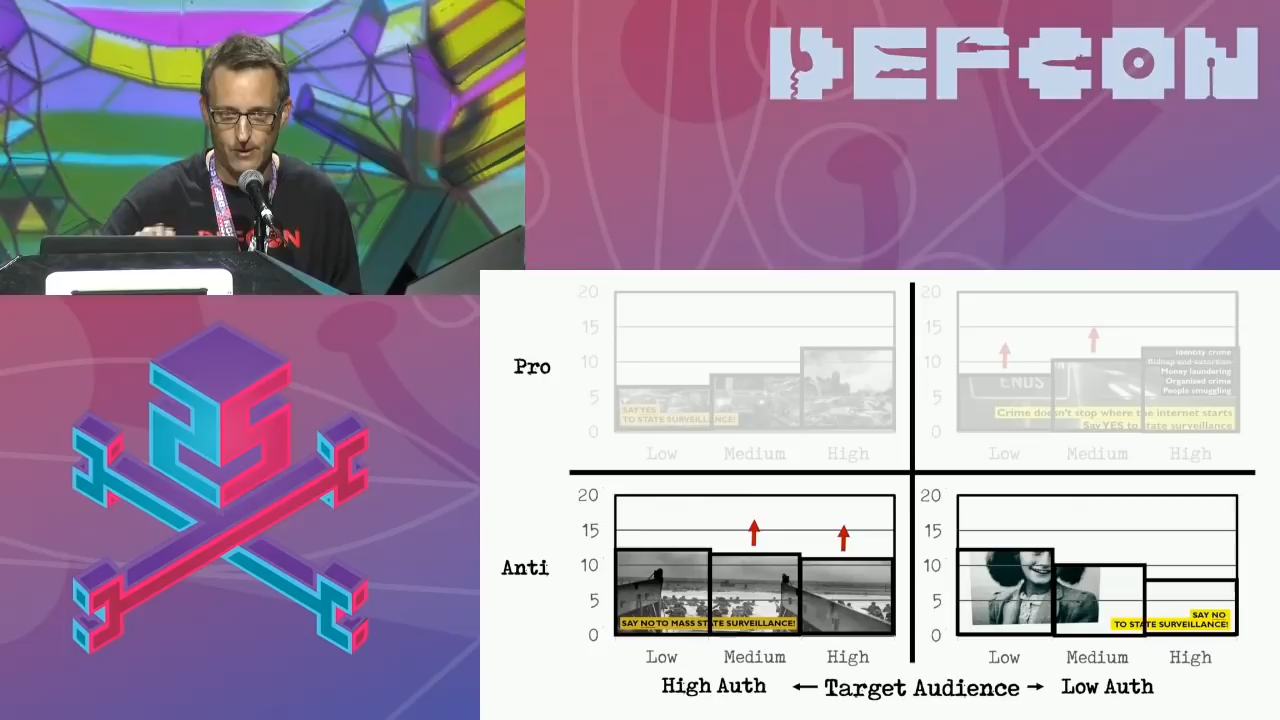 DEFCON
DEFCON
20
15
10
5
0
Pro
SAY YES
TO STATE SURVEILLANCE!
Low
Medium
High
20
15
10
5
0
ENDS
Identity crime
Kidnap and extortion
Money laundering
Organised crime
People smuggling
Crime doesn't stop where the internet starts
Say YES to state surveillance
Low
Medium
High
20
15
10
5
0
Anti
SAY NO TO MASS STATE SURVEILLANCE!
Low
Medium
High
20
15
10
5
0
SAY NO
TO STATE SURVEILLANCE!
Low
Medium
High
High Auth ← Target Audience → Low Auth